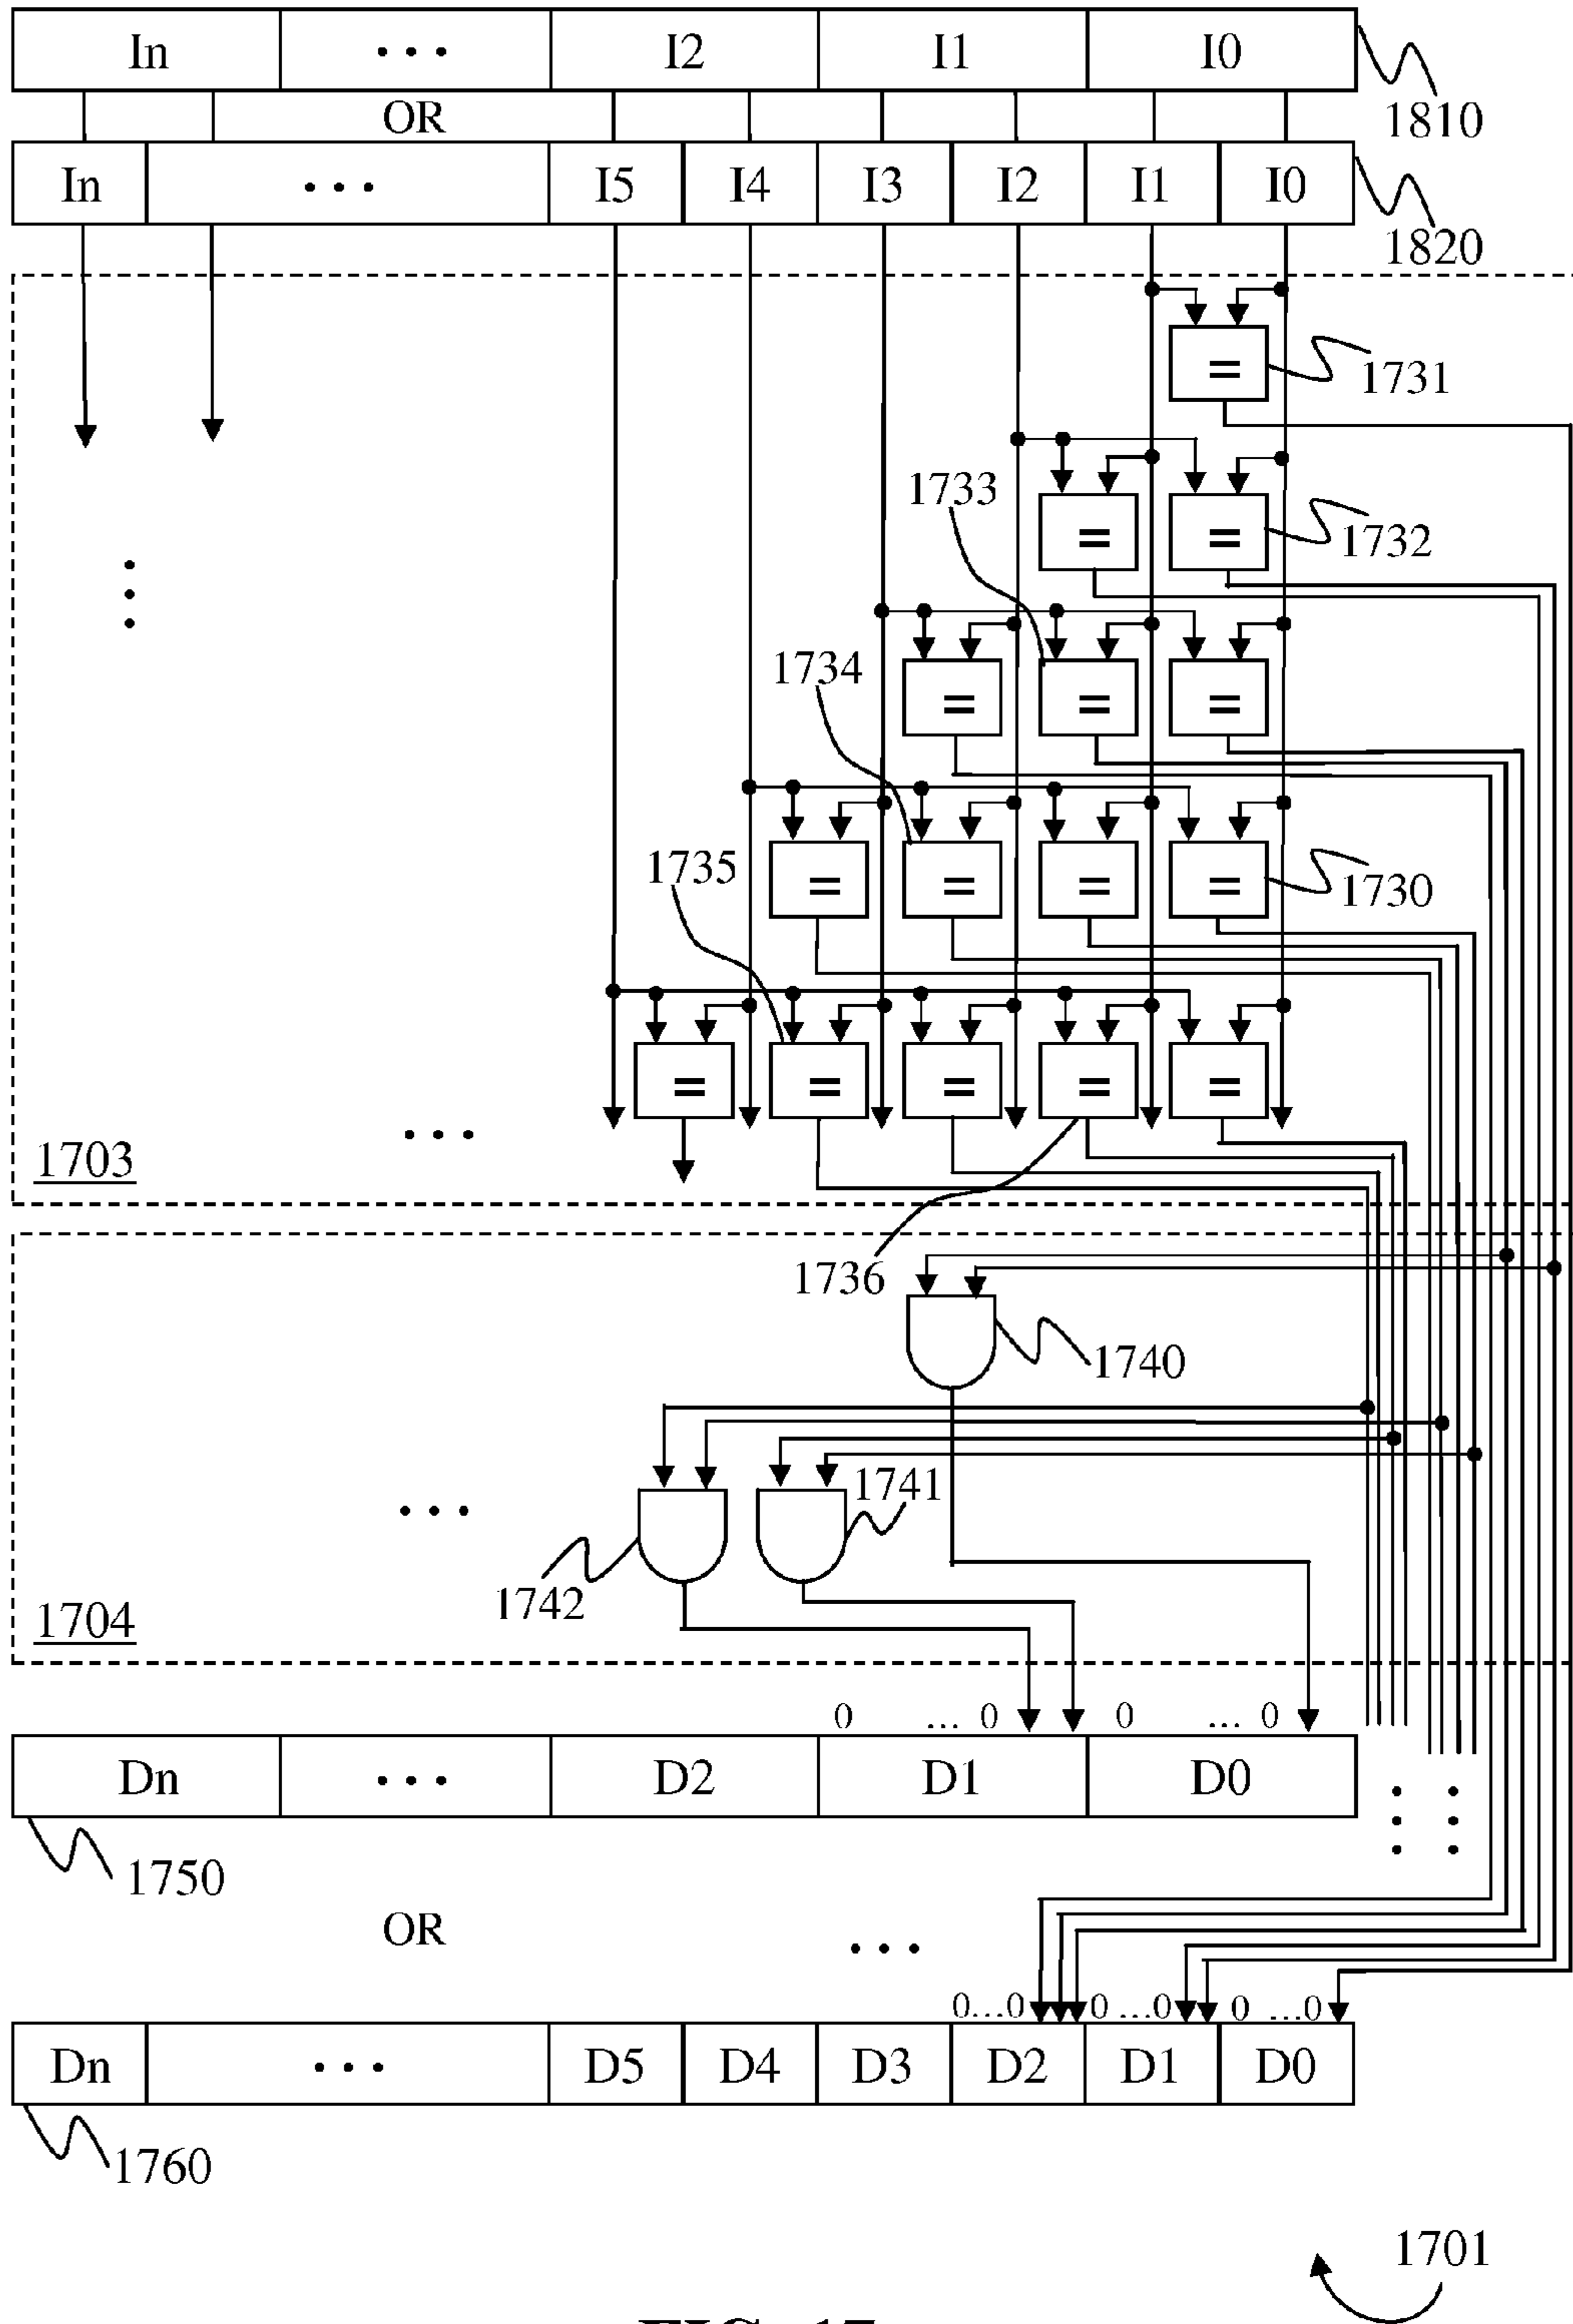 In ... I2 I1 I0
1810
OR
In ... I5 I4 I3 I2 I1 I0
1820
=
1731
1733
= =
1732
1734
= = =
1735
= = = =
1730
= = = = =
...
1703
1736
1740
1741
...
1742
1704
0 ... 0 0 ... 0
Dn ... D2 D1 D0
1750
OR
...
0...0 0 ...0 0 ...0
Dn ... D5 D4 D3 D2 D1 D0
1760
1701